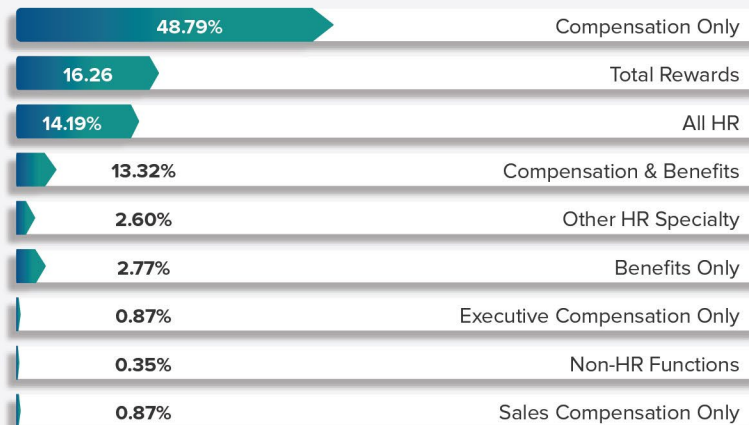 48.79% Compensation Only
16.26 Total Rewards
14.19% All HR
13.32% Compensation & Benefits
2.60% Other HR Specialty
2.77% Benefits Only
0.87% Executive Compensation Only
0.35% Non-HR Functions
0.87% Sales Compensation Only